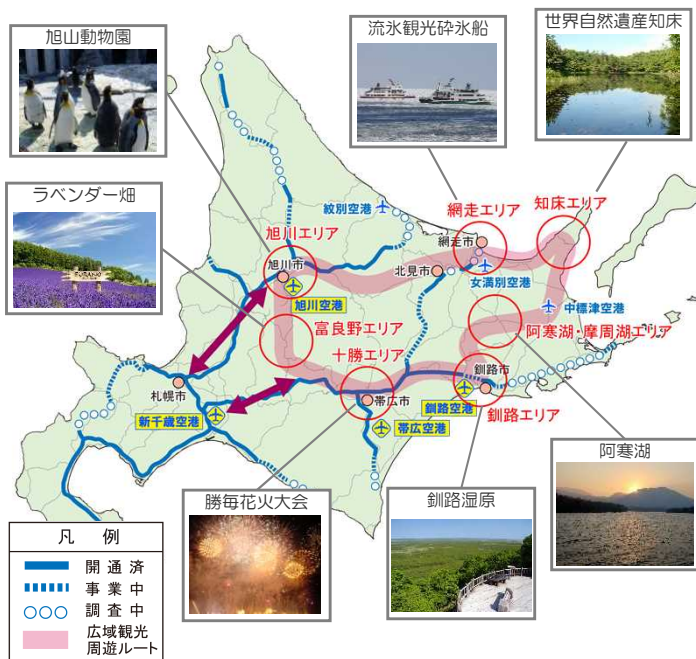 旭山動物園
流氷観光砕氷船
世界自然遺産知床
ラベンダー畑
FURANO
紋別空港
網走エリア
知床エリア
旭川エリア
網走市
旭川市
北見市
女満別空港
旭川空港
中標津空港
富良野エリア
阿寒湖・摩周湖エリア
十勝エリア
釧路市
札幌市
帯広市
釧路空港
釧路エリア
新千歳空港
帯広空港
阿寒湖
勝毎花火大会
釧路湿原
凡 例
開通済
事業中
調査中
広域観光
周遊ルート